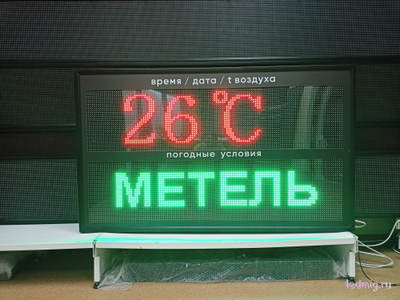 время / дата / t воздуха
26 °C
погодные условия
МЕТЕЛЬ
ledmig.ru